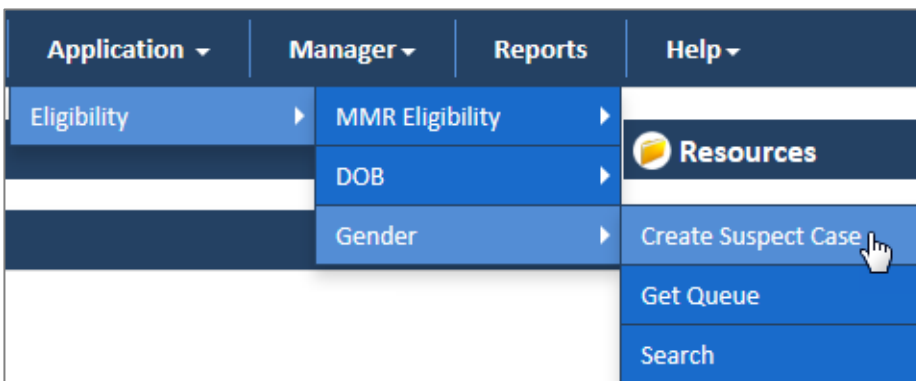 Application Manager Reports Help
Eligibility
MMR Eligibility
DOB
Gender
Resources
Create Suspect Case
Get Queue
Search